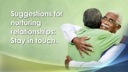 Suggestions for
nurturing
relationships:
Stay in touch.